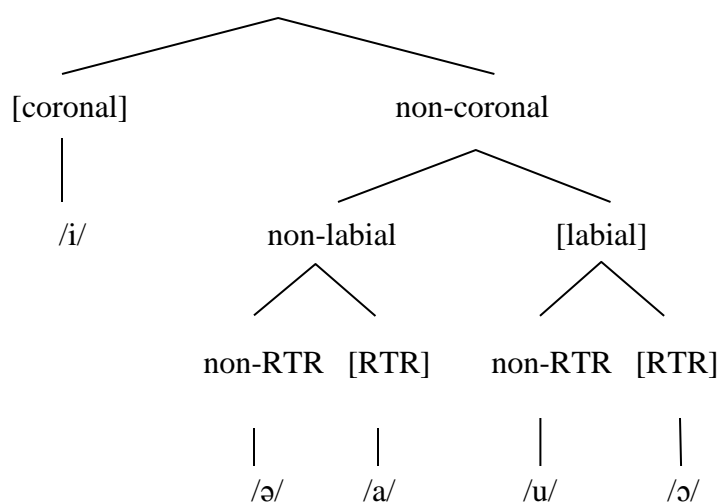 [coronal] non-coronal
/i/ non-labial [labial]
non-RTR [RTR] non-RTR [RTR]
/ə/ /a/ /u/ /ɔ/